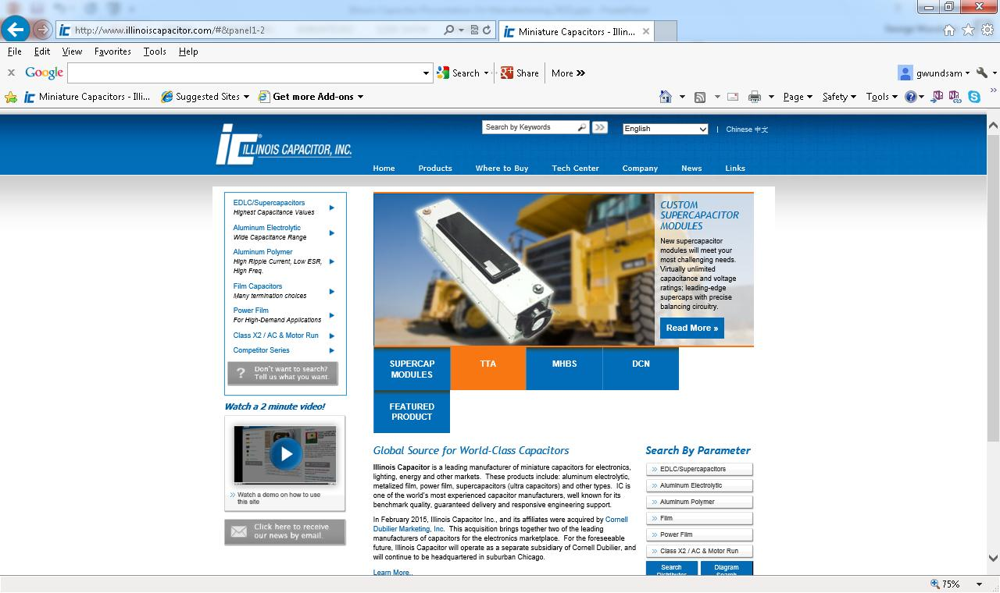 http://www.illinoiscapacitor.com/#&panel1-2
Miniature Capacitors - Illin...
File Edit View Favorites Tools Help
Google
Search
Share
More »
gwundsam
Miniature Capacitors - Illi...
Suggested Sites
Get more Add-ons
Page Safety Tools
iC ILLINOIS CAPACITOR, INC.
Search by Keywords
English | Chinese 中文
Home Products Where to Buy Tech Center Company News Links
EDLC/Supercapacitors
Highest Capacitance Values
Aluminum Electrolytic
Wide Capacitance Range
Aluminum Polymer
High Ripple Current, Low ESR,
High Freq.
Film Capacitors
Many termination choices
Power Film
For High-Demand Applications
Class X2 / AC & Motor Run
Competitor Series
? Don't want to search?
Tell us what you want.
Watch a 2 minute video!
Watch a demo on how to use
this site
Click here to receive
our news by email.
CUSTOM
SUPERCAPACITOR
MODULES
New supercapacitor
modules will meet your
most challenging needs.
Virtually unlimited
capacitance and voltage
ratings; leading-edge
supercaps with precise
balancing circuitry.
Read More »
SUPERCAP
MODULES
TTA
MHBS
DCN
FEATURED
PRODUCT
Global Source for World-Class Capacitors
Illinois Capacitor is a leading manufacturer of miniature capacitors for electronics,
lighting, energy and other markets. These products include: aluminum electrolytic,
metalized film, power film, supercapacitors (ultra capacitors) and other types. IC is
one of the world's most experienced capacitor manufacturers, well known for its
benchmark quality, guaranteed delivery and responsive engineering support.
In February 2015, Illinois Capacitor Inc., and its affiliates were acquired by Cornell
Dubilier Marketing, Inc. This acquisition brings together two of the leading
manufacturers of capacitors for the electronics marketplace. For the foreseeable
future, Illinois Capacitor will operate as a separate subsidiary of Cornell Dubilier, and
will continue to be headquartered in suburban Chicago.
Learn More..
Search By Parameter
EDLC/Supercapacitors
Aluminum Electrolytic
Aluminum Polymer
Film
Power Film
Class X2 / AC & Motor Run
Search
Distributor
Diagram
Search
75%